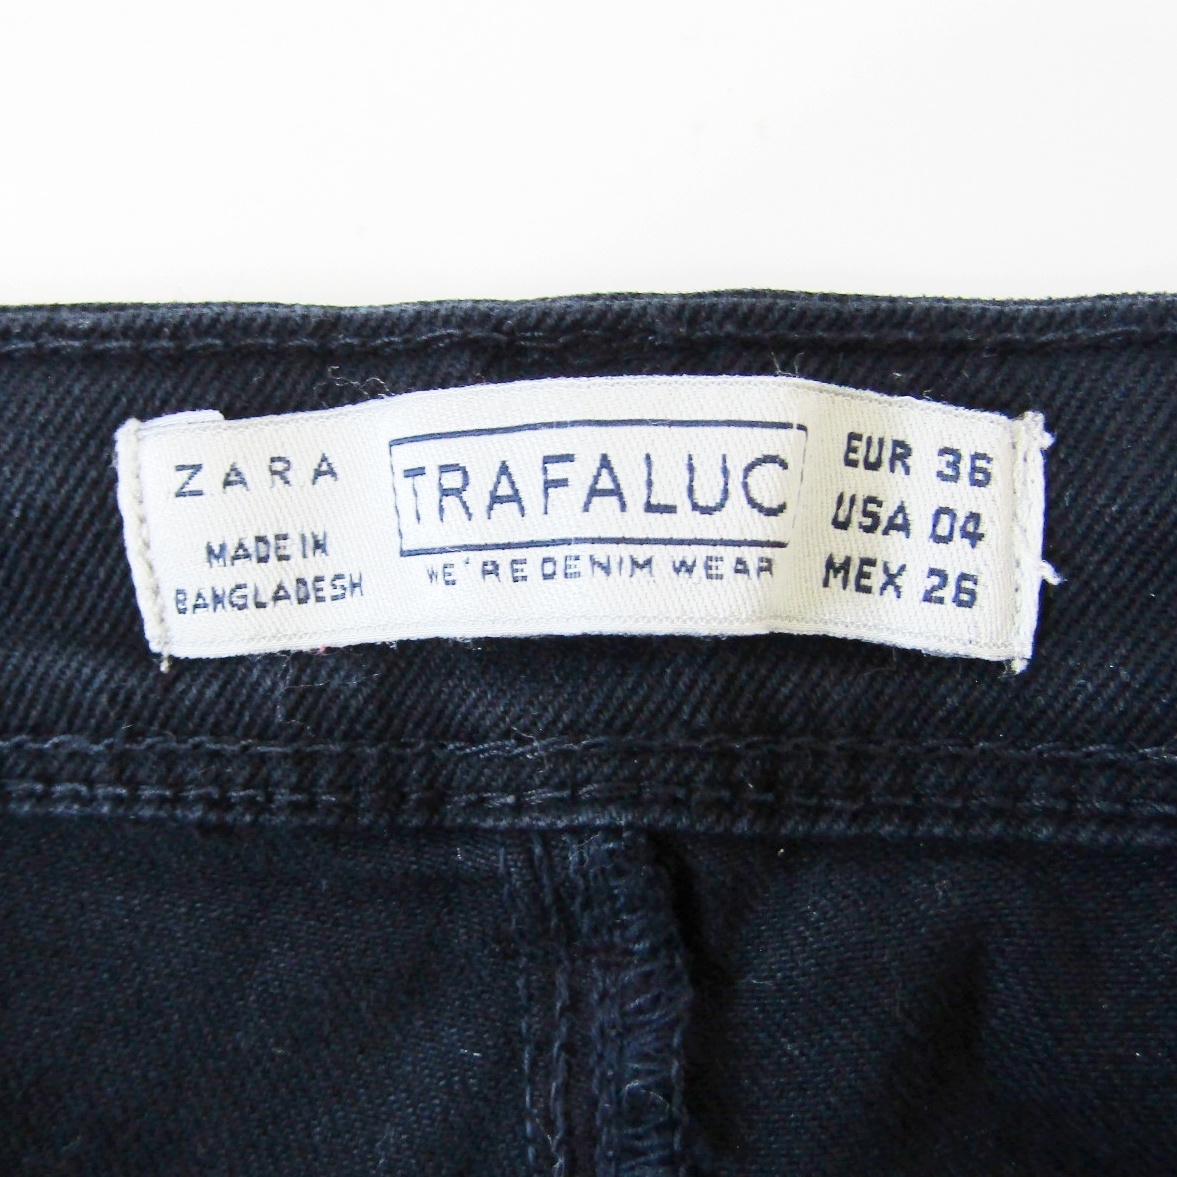 ZARA
MADE IN
BANGLADESH
TRAFALUC
WE'RE DENIM WEAR
EUR 36
USA 04
MEX 26